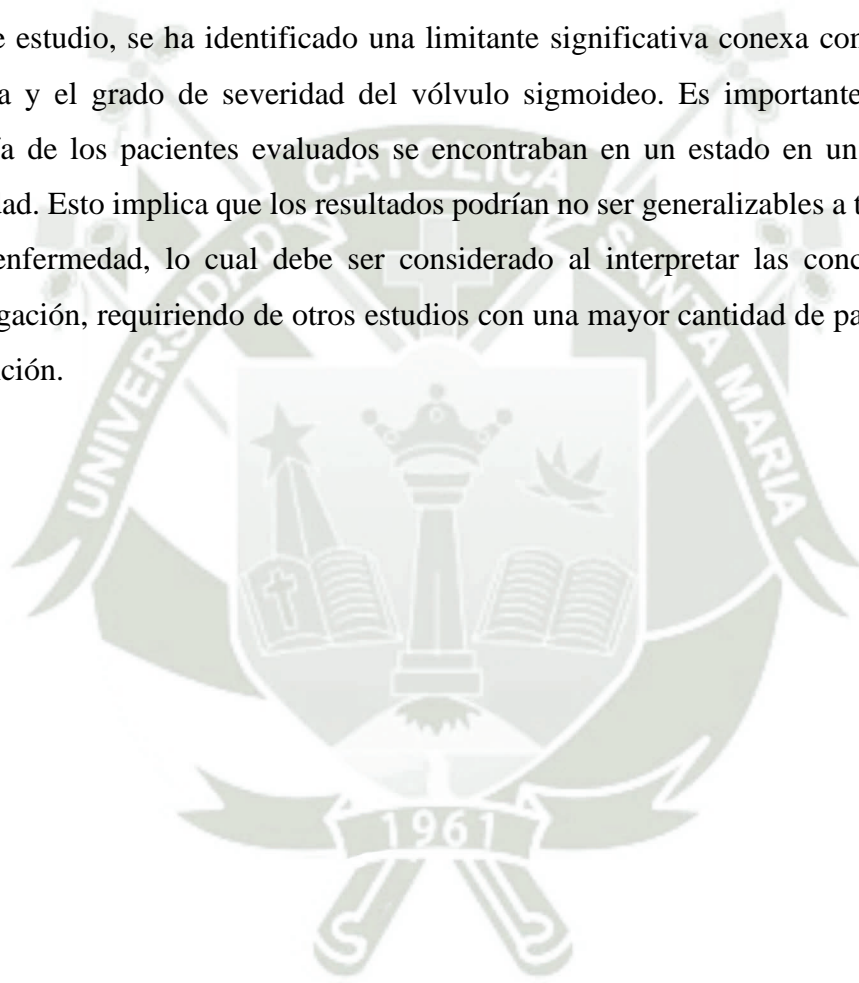 e estudio, se ha identificado una limitante significativa conexa con
a y el grado de severidad del vólvulo sigmoideo. Es importante
ía de los pacientes evaluados se encontraban en un estado en un
dad. Esto implica que los resultados podrían no ser generalizables a t
enfermedad, lo cual debe ser considerado al interpretar las conc
gación, requiriendo de otros estudios con una mayor cantidad de pa
ción.
UNIVERSIDAD CATOLICA SANTA MARIA
1961